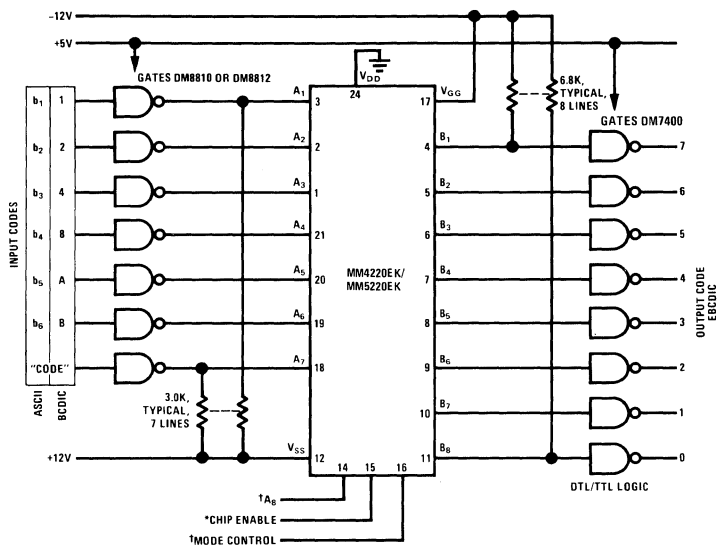 -12V
+5V
GATES DM8810 OR DM8812
VDD
24
6.8K,
TYPICAL,
8 LINES
GATES DM7400
INPUT CODES
b1 1 A1 3
b2 2 A2 2
b3 4 A3 1
b4 8 A4 21
b5 A A5 20
b6 B A6 19
"CODE" A7 18
ASCII
BCDIC
MM4220EK/
MM5220EK
17 VGG
4 B1 7
5 B2 6
6 B3 5
7 B4 4
8 B5 3
9 B6 2
10 B7 1
11 B8 0
OUTPUT CODE
EBCDIC
3.0K,
TYPICAL,
7 LINES
+12V
VSS
12
14 15 16
DTL/TTL LOGIC
†A8
*CHIP ENABLE
†MODE CONTROL